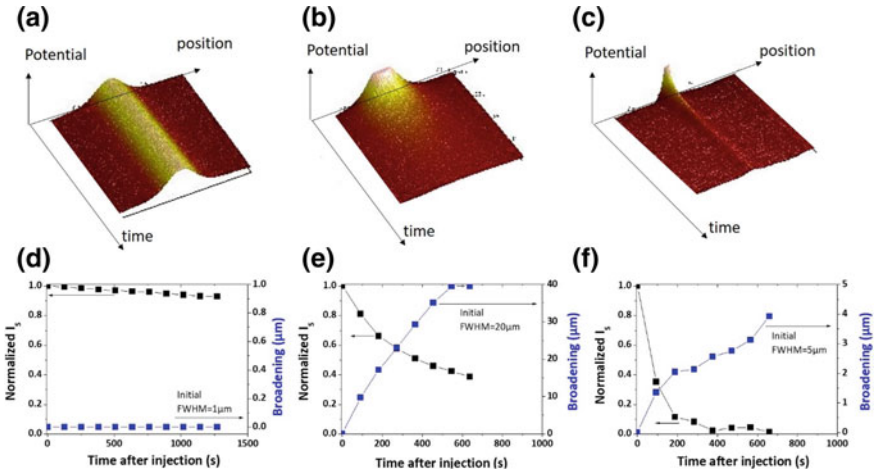 (a)
Potential
position
time
(b)
Potential
position
time
(c)
Potential
position
time
(d)
Normalized Is
1.0
0.8
0.6
0.4
0.2
0.0
0
500
1000
1500
Time after injection (s)
1.0
0.8
0.6
0.4
0.2
0.0
Broadening (µm)
Initial
FWHM=1µm
(e)
Normalized Is
1.0
0.8
0.6
0.4
0.2
0.0
0
200
400
600
800
1000
Time after injection (s)
40
30
20
10
0
Broadening (µm)
Initial
FWHM=20µm
(f)
Normalized Is
1.0
0.8
0.6
0.4
0.2
0.0
0
200
400
600
800
1000
Time after injection (s)
5
4
3
2
1
0
Broadening (µm)
Initial
FWHM=5µm